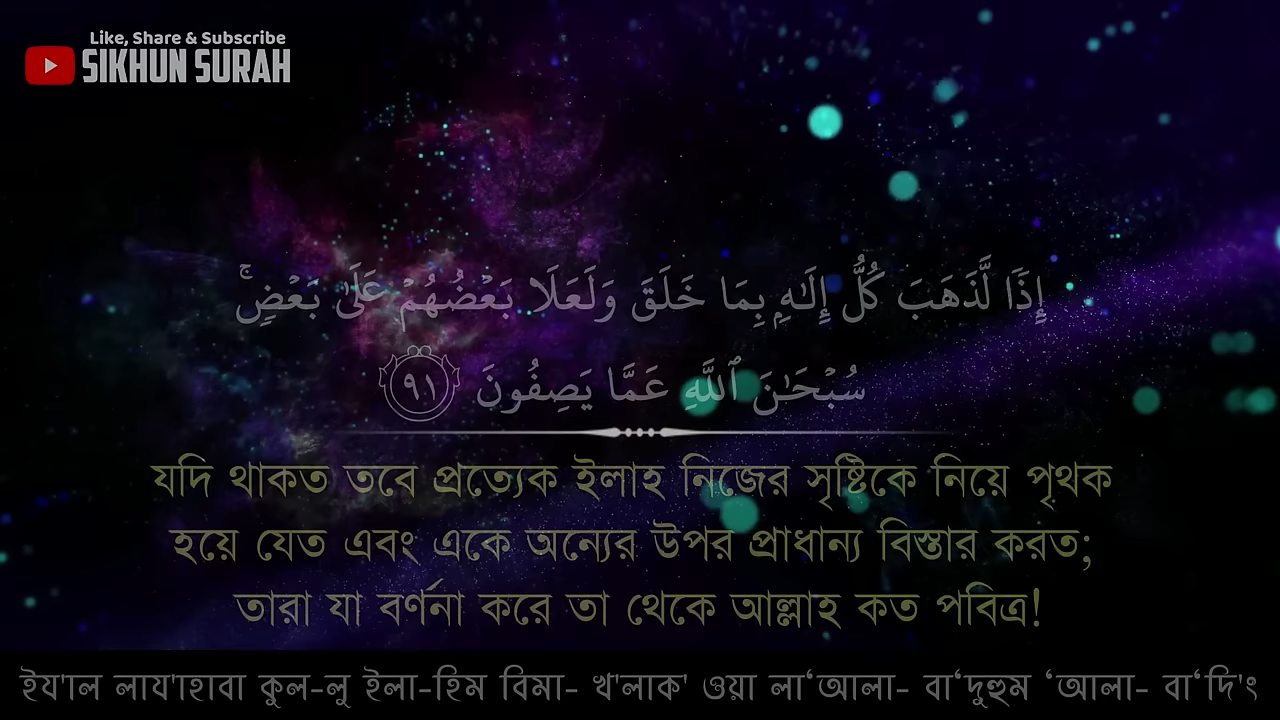 Like, Share & Subscribe
SIKHUN SURAH
إِذًا لَّذَهَبَ كُلُّ إِلَـٰهٍۭ بِمَا خَلَقَ وَلَعَلَا بَعْضُهُمْ عَلَىٰ بَعْضٍ ۚ
سُبْحَـٰنَ ٱللَّهِ عَمَّا يَصِفُونَ ٩١
যদি থাকত তবে প্রত্যেক ইলাহ নিজের সৃষ্টিকে নিয়ে পৃথক
হয়ে যেত এবং একে অন্যের উপর প্রাধান্য বিস্তার করত;
তারা যা বর্ণনা করে তা থেকে আল্লাহ কত পবিত্র!
ইয'াল লায'াহাবা কুল-লু ইলা-হিম বিমা- খ'লাক' ওয়া লা‘আলা- বা‘দুহুম ‘আলা- বা‘দি'ং